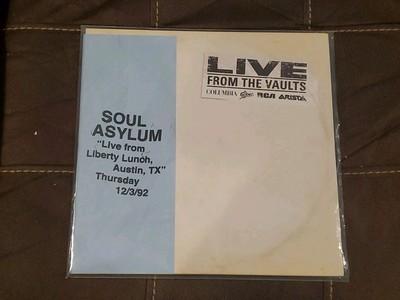 LIVE
FROM THE VAULTS
COLUMBIA Epic RCA ARISTA
SOUL
ASYLUM
"Live from
Liberty Lunch,
Austin, TX"
Thursday
12/3/92